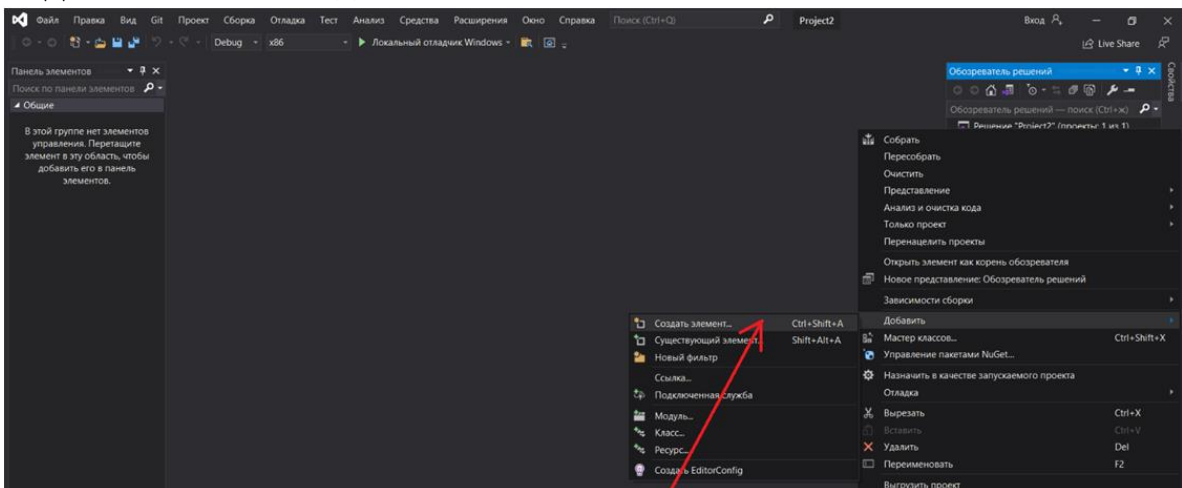 Файл Правка Вид Git Проект Сборка Отладка Тест Анализ Средства Расширения Окно Справка Поиск (Ctrl+Q) Project2 Вход
Debug x86 Локальный отладчик Windows Live Share
Панель элементов
Поиск по панели элементов
Общие
В этой группе нет элементов
управления. Перетащите
элемент в эту область, чтобы
добавить его в панель
элементов.
Обозреватель решений
Обозреватель решений — поиск (Ctrl+ж)
Решение "Project2" (проекты: 1 из 1)
Свойства
Собрать
Пересобрать
Очистить
Представление
Анализ и очистка кода
Только проект
Перенацелить проекты
Открыть элемент как корень обозревателя
Новое представление: Обозреватель решений
Зависимости сборки
Добавить
Мастер классов... Ctrl+Shift+X
Управление пакетами NuGet...
Назначить в качестве запускаемого проекта
Отладка
Вырезать Ctrl+X
Вставить Ctrl+V
Удалить Del
Переименовать F2
Выгрузить проект
Создать элемент... Ctrl+Shift+A
Существующий элемент... Shift+Alt+A
Новый фильтр
Ссылка...
Подключенная служба
Модуль...
Класс...
Ресурс...
Создать EditorConfig